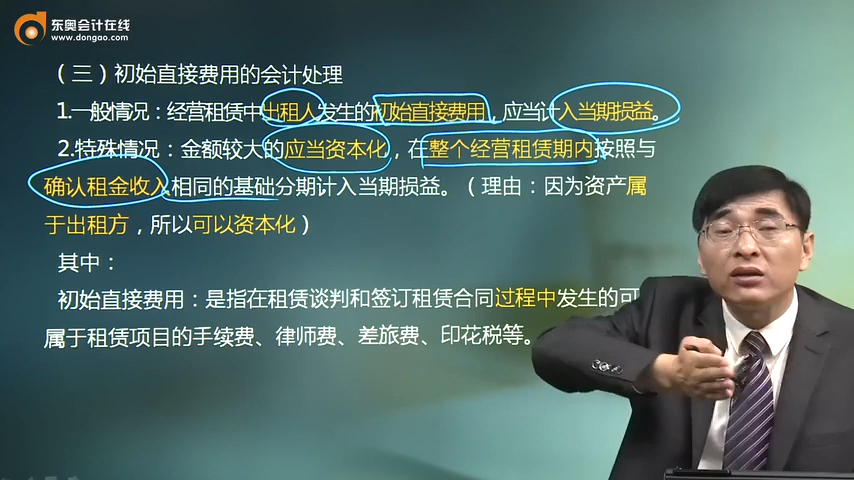 东奥会计在线
www.dongao.com
（三）初始直接费用的会计处理
1.一般情况：经营租赁中出租人发生的初始直接费用，应当计入当期损益。
2.特殊情况：金额较大的应当资本化，在整个经营租赁期内按照与
确认租金收入相同的基础分期计入当期损益。（理由：因为资产属
于出租方，所以可以资本化）
其中：
初始直接费用：是指在租赁谈判和签订租赁合同过程中发生的可
属于租赁项目的手续费、律师费、差旅费、印花税等。